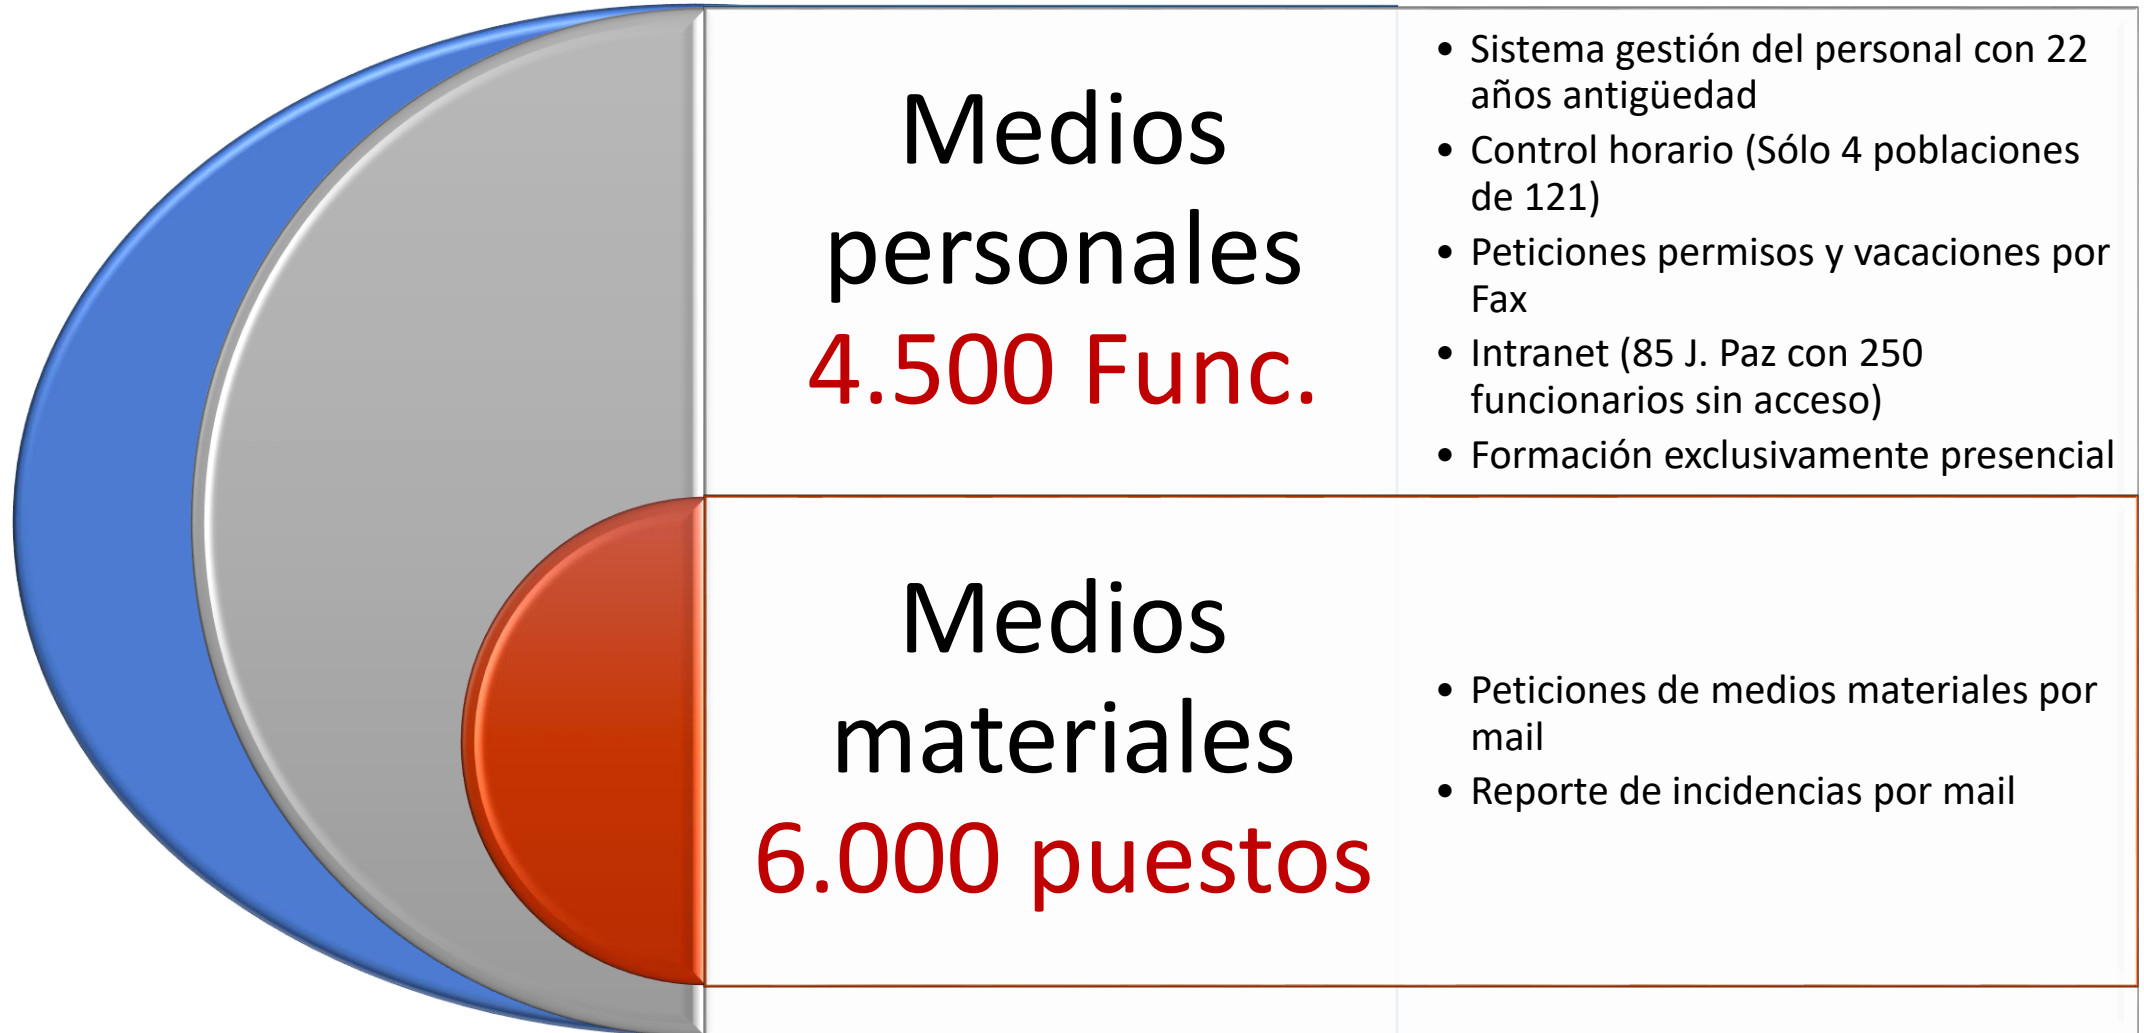 Medios
personales
4.500 Func.
• Sistema gestión del personal con 22
años antigüedad
• Control horario (Sólo 4 poblaciones
de 121)
• Peticiones permisos y vacaciones por
Fax
• Intranet (85 J. Paz con 250
funcionarios sin acceso)
• Formación exclusivamente presencial
Medios
materiales
6.000 puestos
• Peticiones de medios materiales por
mail
• Reporte de incidencias por mail